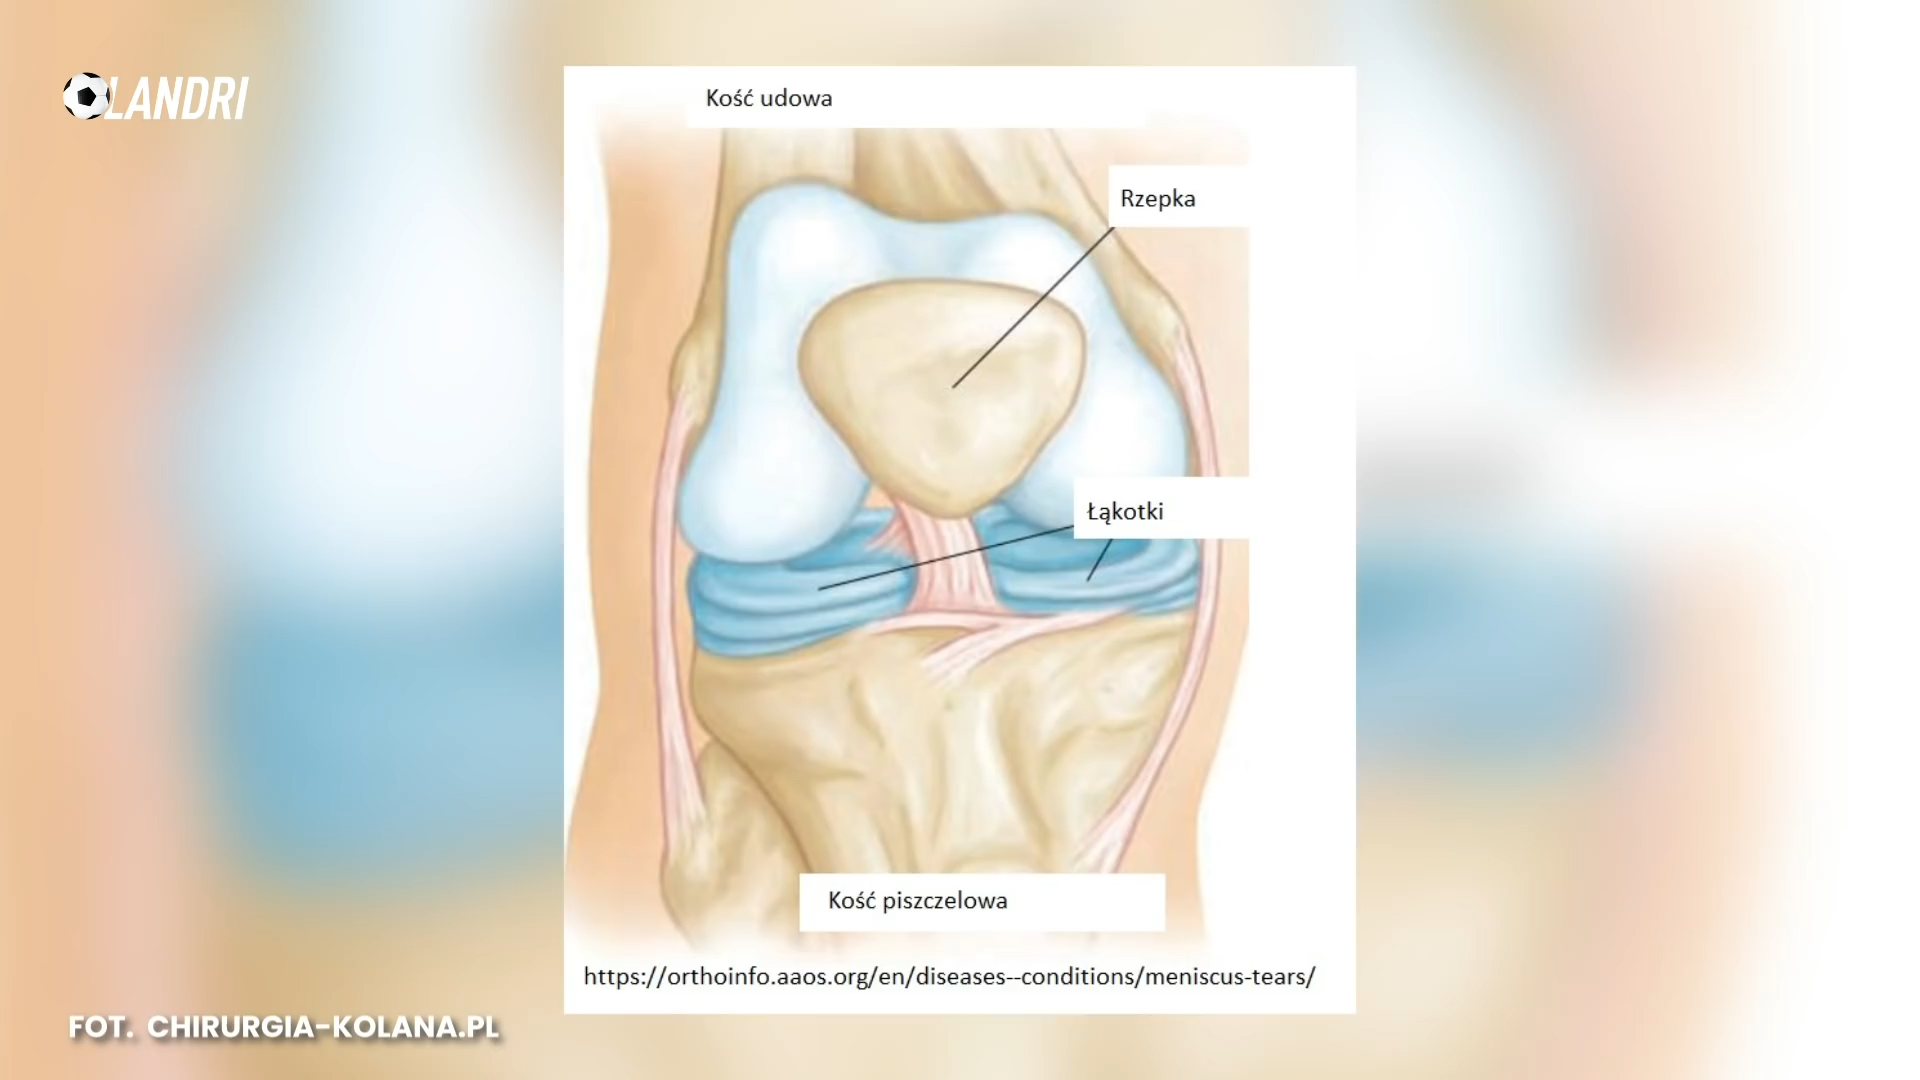 OLANDRI
Kość udowa
Rzepka
Łąkotki
Kość piszczelowa
https://orthoinfo.aaos.org/en/diseases--conditions/meniscus-tears/
FOT. CHIRURGIA-KOLANA.PL